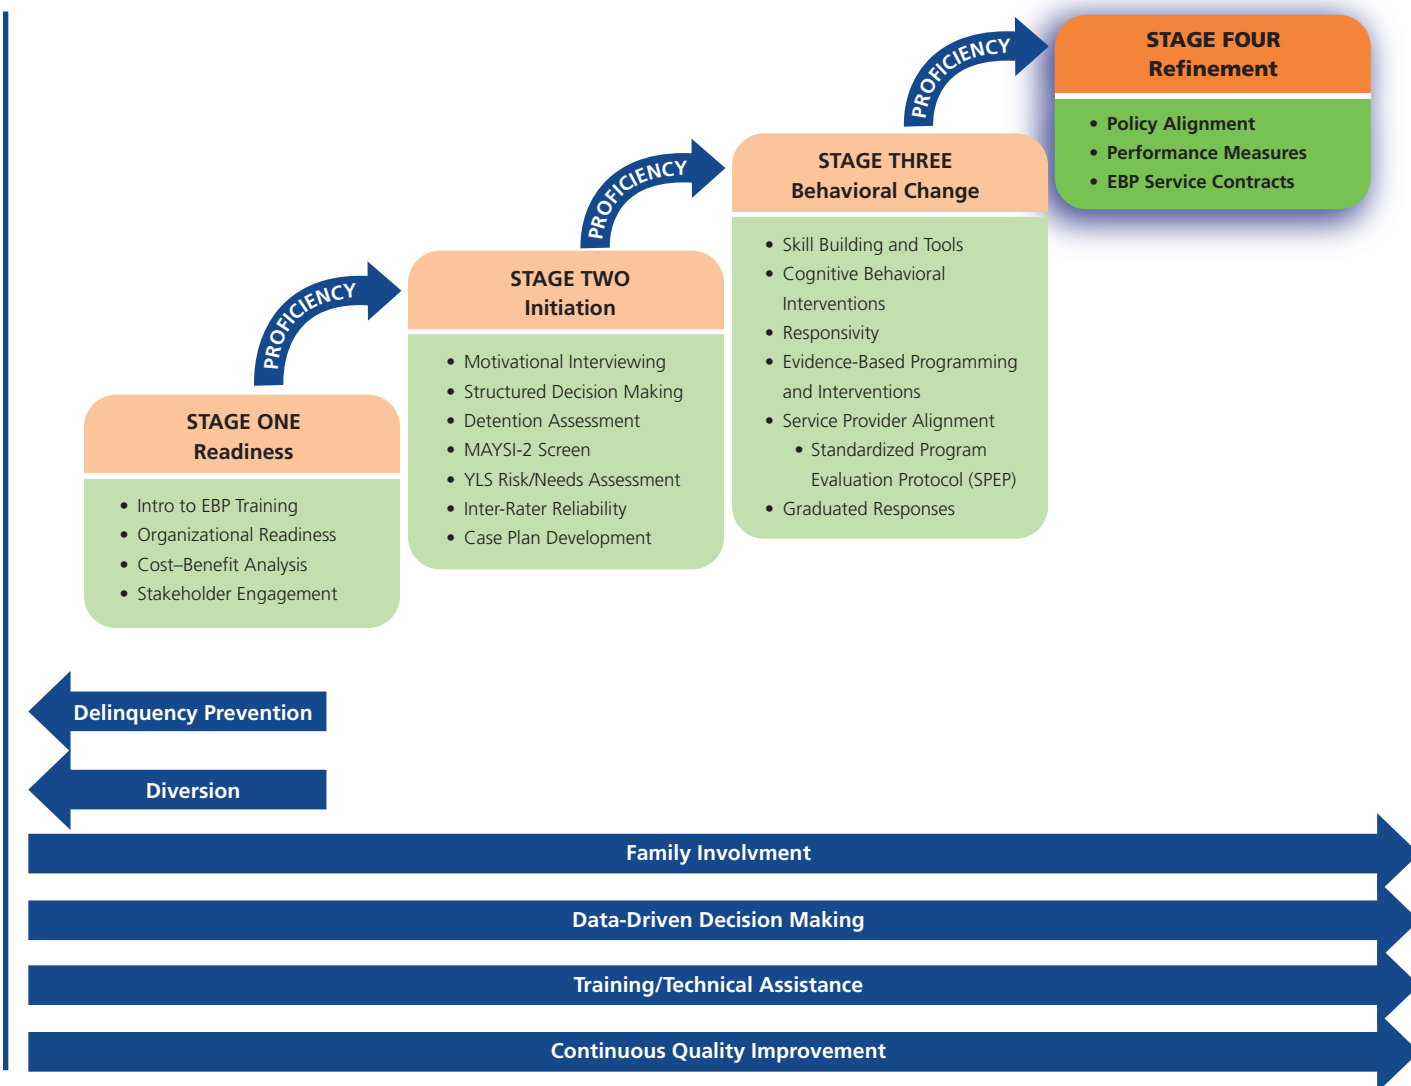 STAGE ONE
Readiness
• Intro to EBP Training
• Organizational Readiness
• Cost–Benefit Analysis
• Stakeholder Engagement
PROFICIENCY
STAGE TWO
Initiation
• Motivational Interviewing
• Structured Decision Making
• Detention Assessment
• MAYSI-2 Screen
• YLS Risk/Needs Assessment
• Inter-Rater Reliability
• Case Plan Development
PROFICIENCY
STAGE THREE
Behavioral Change
• Skill Building and Tools
• Cognitive Behavioral
Interventions
• Responsivity
• Evidence-Based Programming
and Interventions
• Service Provider Alignment
• Standardized Program
Evaluation Protocol (SPEP)
• Graduated Responses
PROFICIENCY
STAGE FOUR
Refinement
• Policy Alignment
• Performance Measures
• EBP Service Contracts
Delinquency Prevention
Diversion
Family Involvment
Data-Driven Decision Making
Training/Technical Assistance
Continuous Quality Improvement